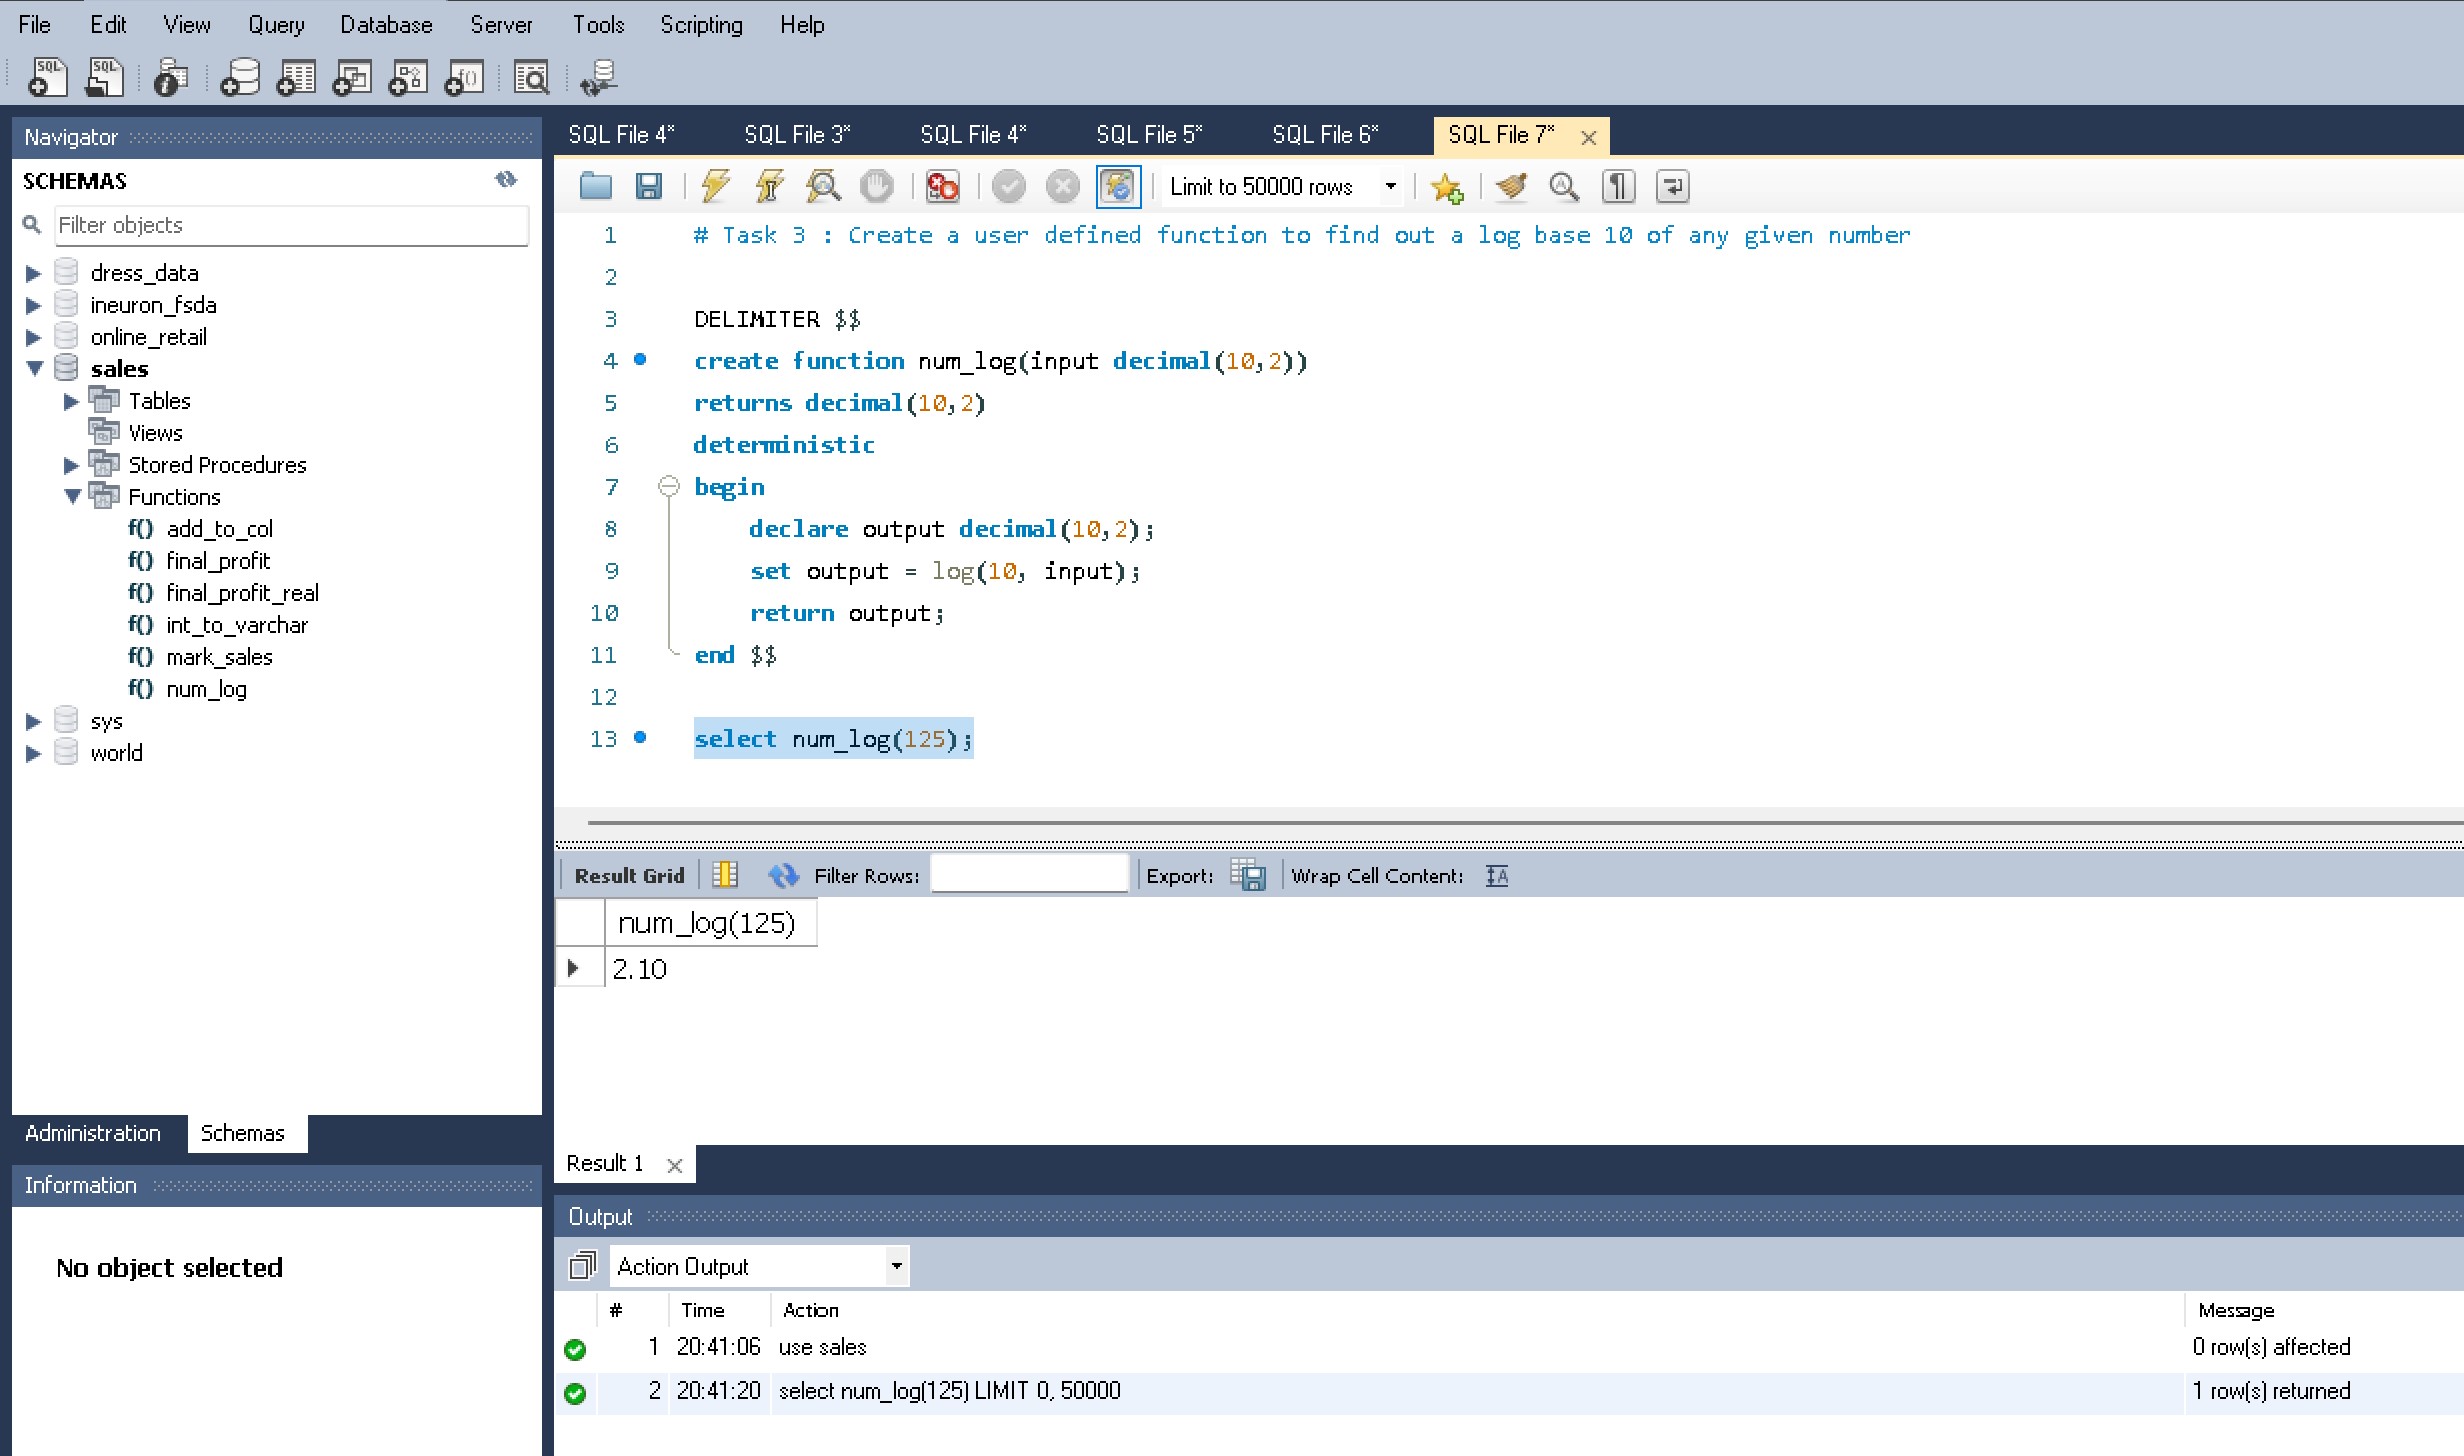 File Edit View Query Database Server Tools Scripting Help
SQL SQL
Navigator
SCHEMAS
Filter objects
dress_data
ineuron_fsda
online_retail
sales
Tables
Views
Stored Procedures
Functions
f() add_to_col
f() final_profit
f() final_profit_real
f() int_to_varchar
f() mark_sales
f() num_log
sys
world
Administration Schemas
Information
No object selected
SQL File 4* SQL File 3* SQL File 4* SQL File 5* SQL File 6* SQL File 7*
Limit to 50000 rows
1 # Task 3 : Create a user defined function to find out a log base 10 of any given number
2
3 DELIMITER $$
4 create function num_log(input decimal(10,2))
5 returns decimal(10,2)
6 deterministic
7 begin
8 declare output decimal(10,2);
9 set output = log(10, input);
10 return output;
11 end $$
12
13 select num_log(125);
Result Grid Filter Rows: Export: Wrap Cell Content:
num_log(125)
2.10
Result 1
Output
Action Output
# Time Action Message
1 20:41:06 use sales 0 row(s) affected
2 20:41:20 select num_log(125) LIMIT 0, 50000 1 row(s) returned